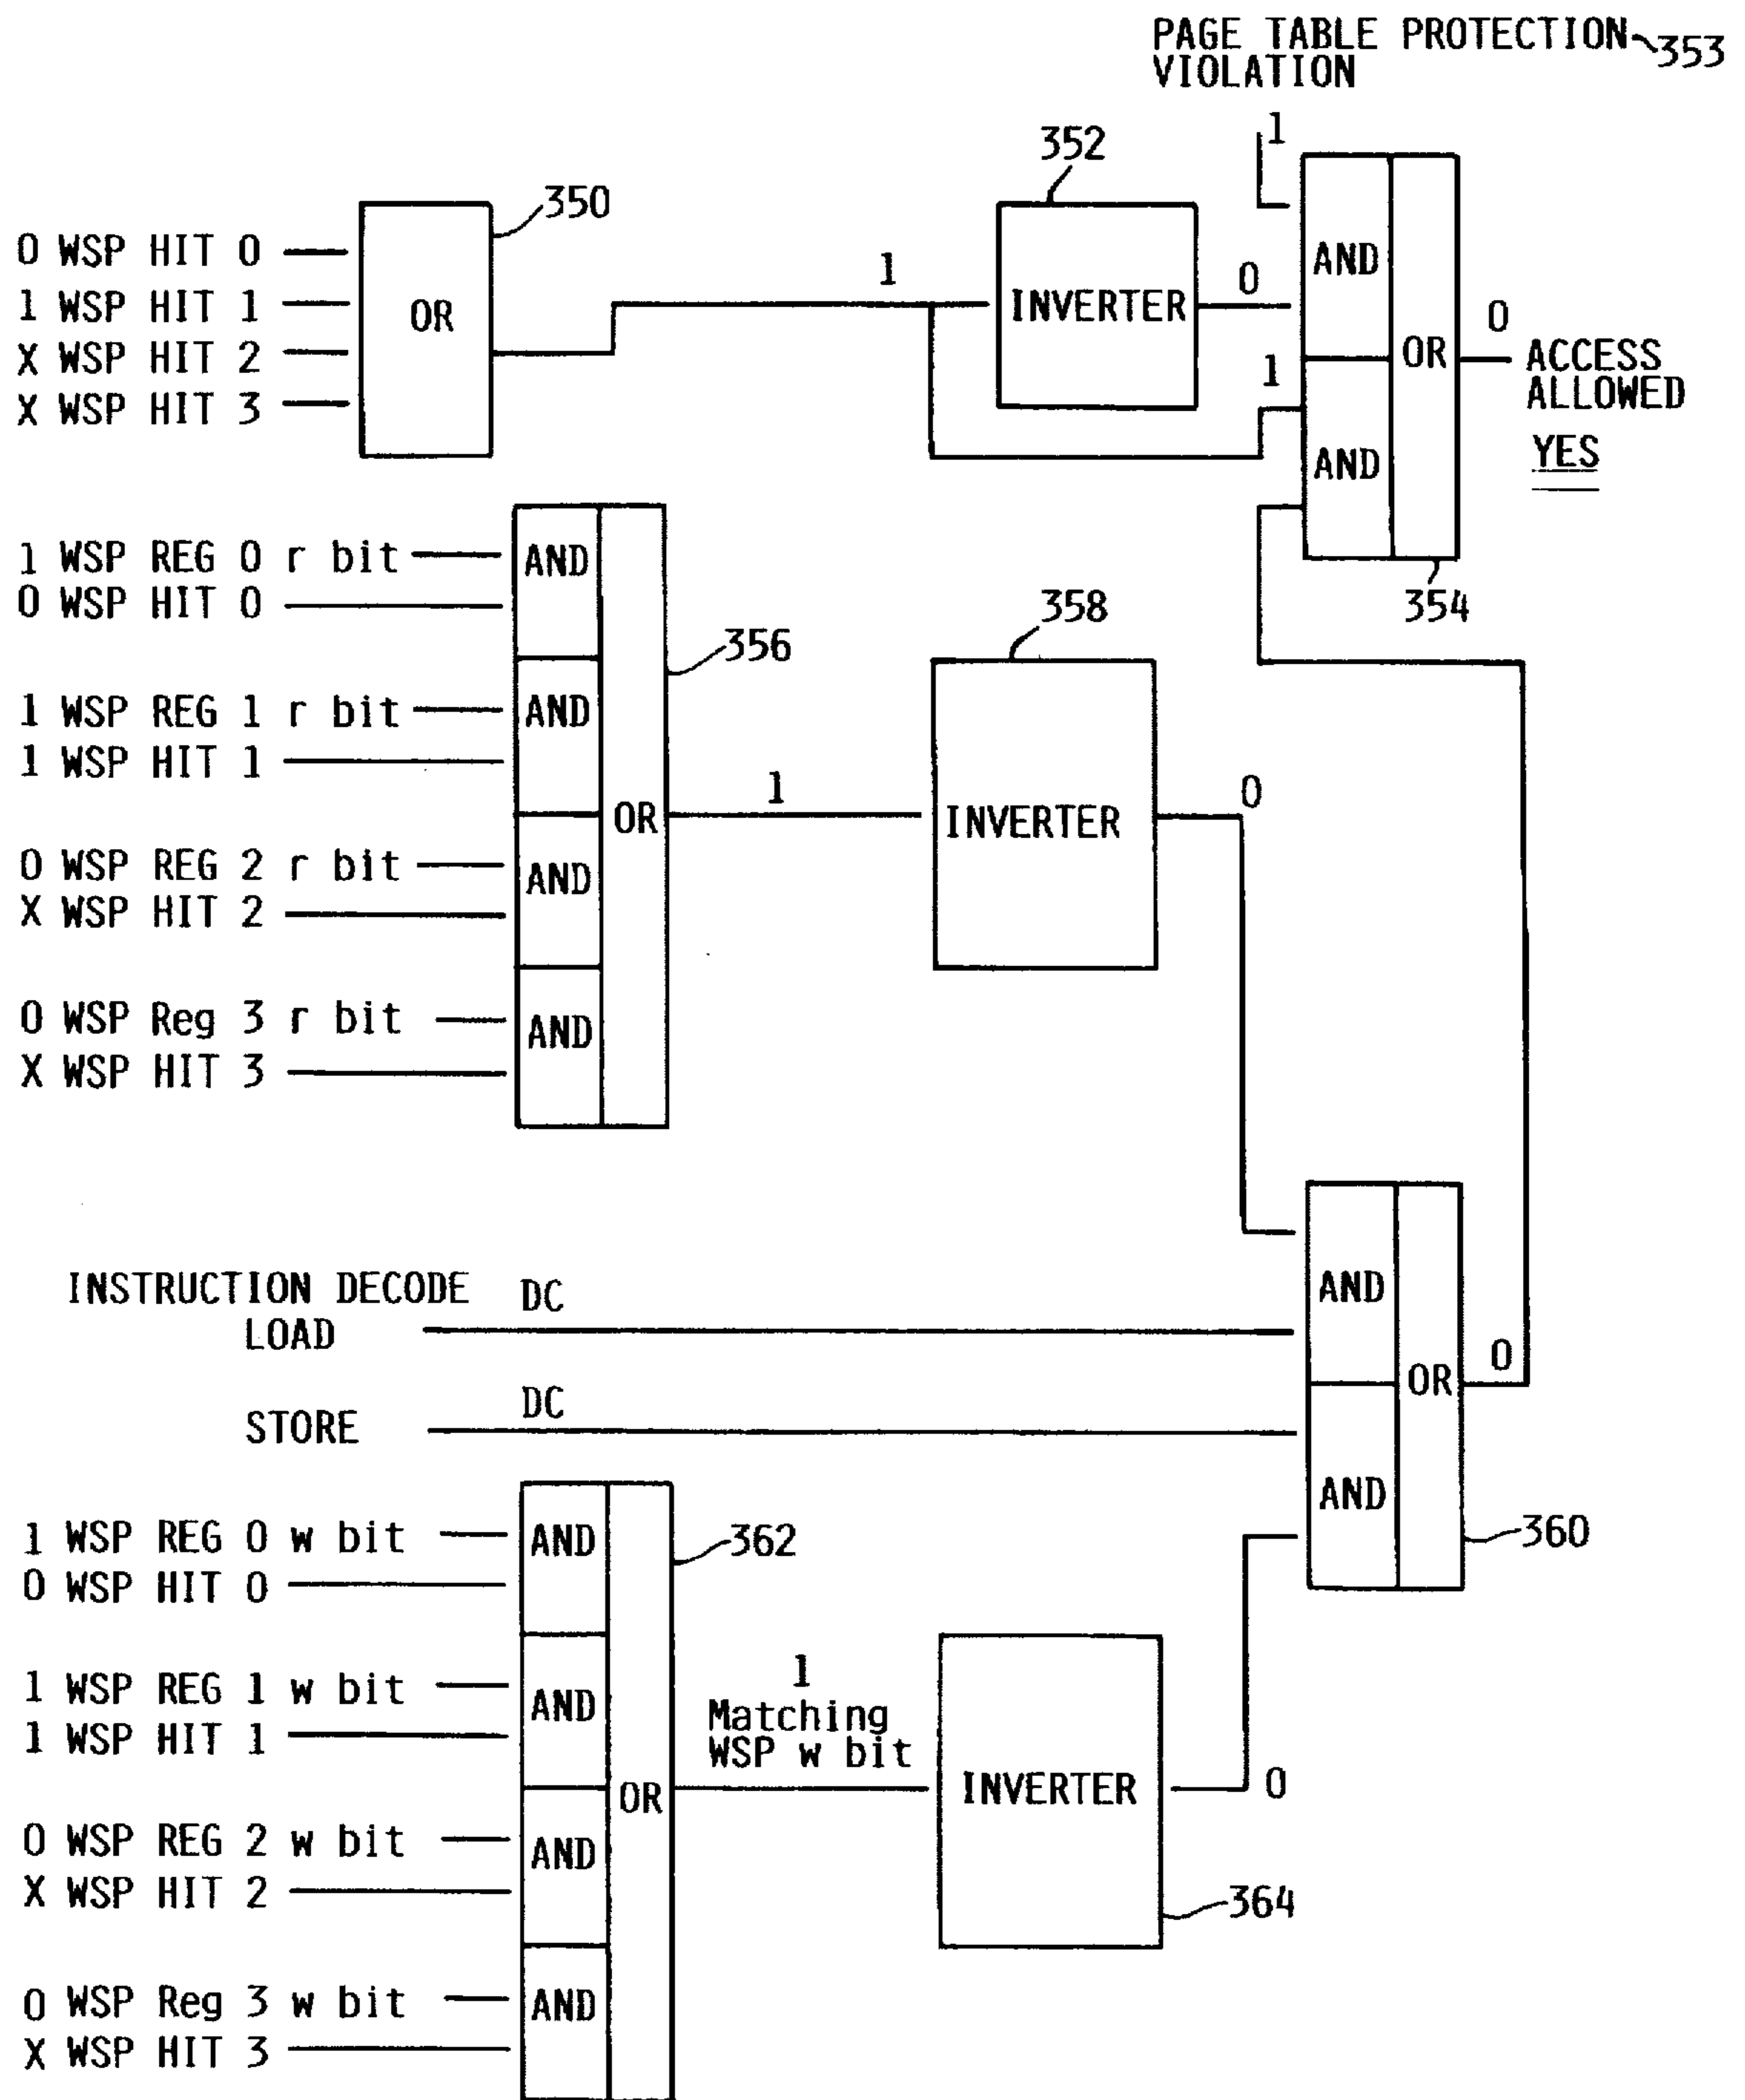 PAGE TABLE PROTECTION 353
VIOLATION
1
352
350
0 WSP HIT 0
1 WSP HIT 1
X WSP HIT 2
X WSP HIT 3
OR
1
INVERTER
0
1
AND
AND
OR
0
ACCESS
ALLOWED
YES
354
1 WSP REG 0 r bit
0 WSP HIT 0
1 WSP REG 1 r bit
1 WSP HIT 1
0 WSP REG 2 r bit
X WSP HIT 2
0 WSP Reg 3 r bit
X WSP HIT 3
AND
AND
AND
AND
OR
356
1
358
INVERTER
0
INSTRUCTION DECODE
LOAD
DC
STORE
DC
AND
AND
OR
0
360
1 WSP REG 0 w bit
0 WSP HIT 0
1 WSP REG 1 w bit
1 WSP HIT 1
0 WSP REG 2 w bit
X WSP HIT 2
0 WSP Reg 3 w bit
X WSP HIT 3
AND
AND
AND
AND
OR
362
1
Matching
WSP w bit
INVERTER
0
364